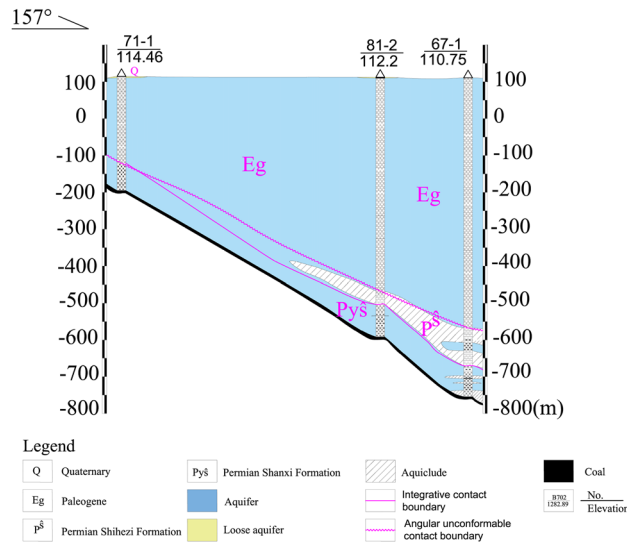 157°
71-1
114.46
81-2
112.2
67-1
110.75
Q
100
0
-100
-200
-300
-400
-500
-600
-700
-800
100
0
-100
-200
-300
-400
-500
-600
-700
-800(m)
Eg
Eg
Pyŝ
Pŝ
Legend
Q Quaternary
Pyŝ Permian Shanxi Formation
Aquiclude
Coal
Eg Paleogene
Aquifer
Integrative contact
boundary
B702
1282.89
No.
Elevation
Pŝ Permian Shihezi Formation
Loose aquifer
Angular unconformable
contact boundary